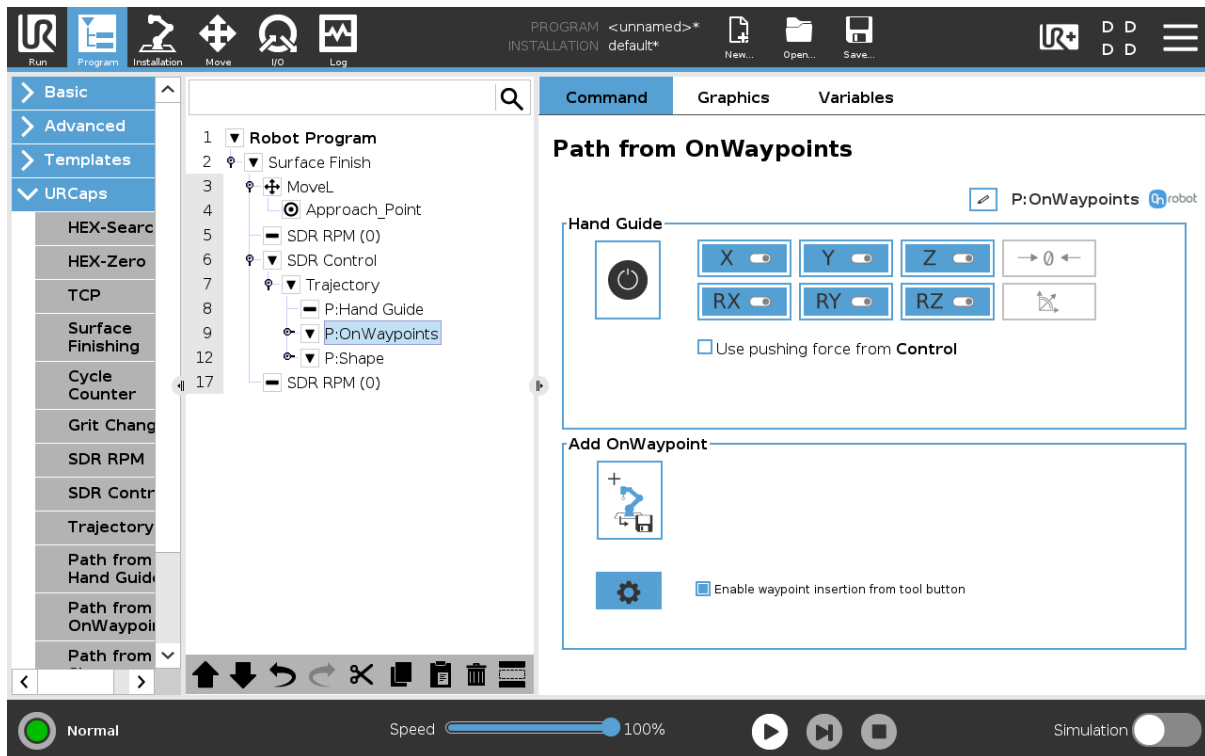 PROGRAM <unnamed>*
INSTALLATION default*
UR
Run
Program
Installation
Move
I/O
Log
New...
Open...
Save...
UR+
D D
D D
Basic
Advanced
Templates
URCaps
HEX-Searc
HEX-Zero
TCP
Surface
Finishing
Cycle
Counter
Grit Chang
SDR RPM
SDR Contr
Trajectory
Path from
Hand Guid
Path from
OnWaypoi
Path from
1 Robot Program
2 Surface Finish
3 MoveL
4 Approach_Point
5 SDR RPM (0)
6 SDR Control
7 Trajectory
8 P:Hand Guide
9 P:OnWaypoints
12 P:Shape
17 SDR RPM (0)
Command Graphics Variables
Path from OnWaypoints
P:OnWaypoints On robot
Hand Guide
X Y Z → 0 ←
RX RY RZ
Use pushing force from Control
Add OnWaypoint
Enable waypoint insertion from tool button
Normal
Speed 100%
Simulation